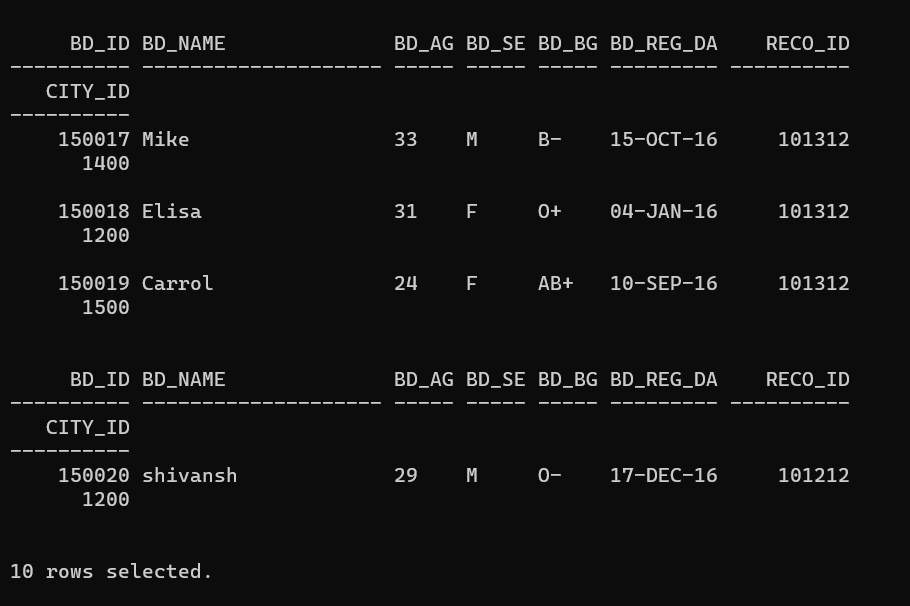 BD_ID BD_NAME              BD_AG BD_SE BD_BG BD_REG_DA    RECO_ID
---------- -------------------- ----- ----- ----- --------- ----------
   CITY_ID
----------
    150017 Mike                 33    M     B-    15-OCT-16     101312
      1400
    150018 Elisa                31    F     O+    04-JAN-16     101312
      1200
    150019 Carrol               24    F     AB+   10-SEP-16     101312
      1500
     BD_ID BD_NAME              BD_AG BD_SE BD_BG BD_REG_DA    RECO_ID
---------- -------------------- ----- ----- ----- --------- ----------
   CITY_ID
----------
    150020 shivansh             29    M     O-    17-DEC-16     101212
      1200
10 rows selected.